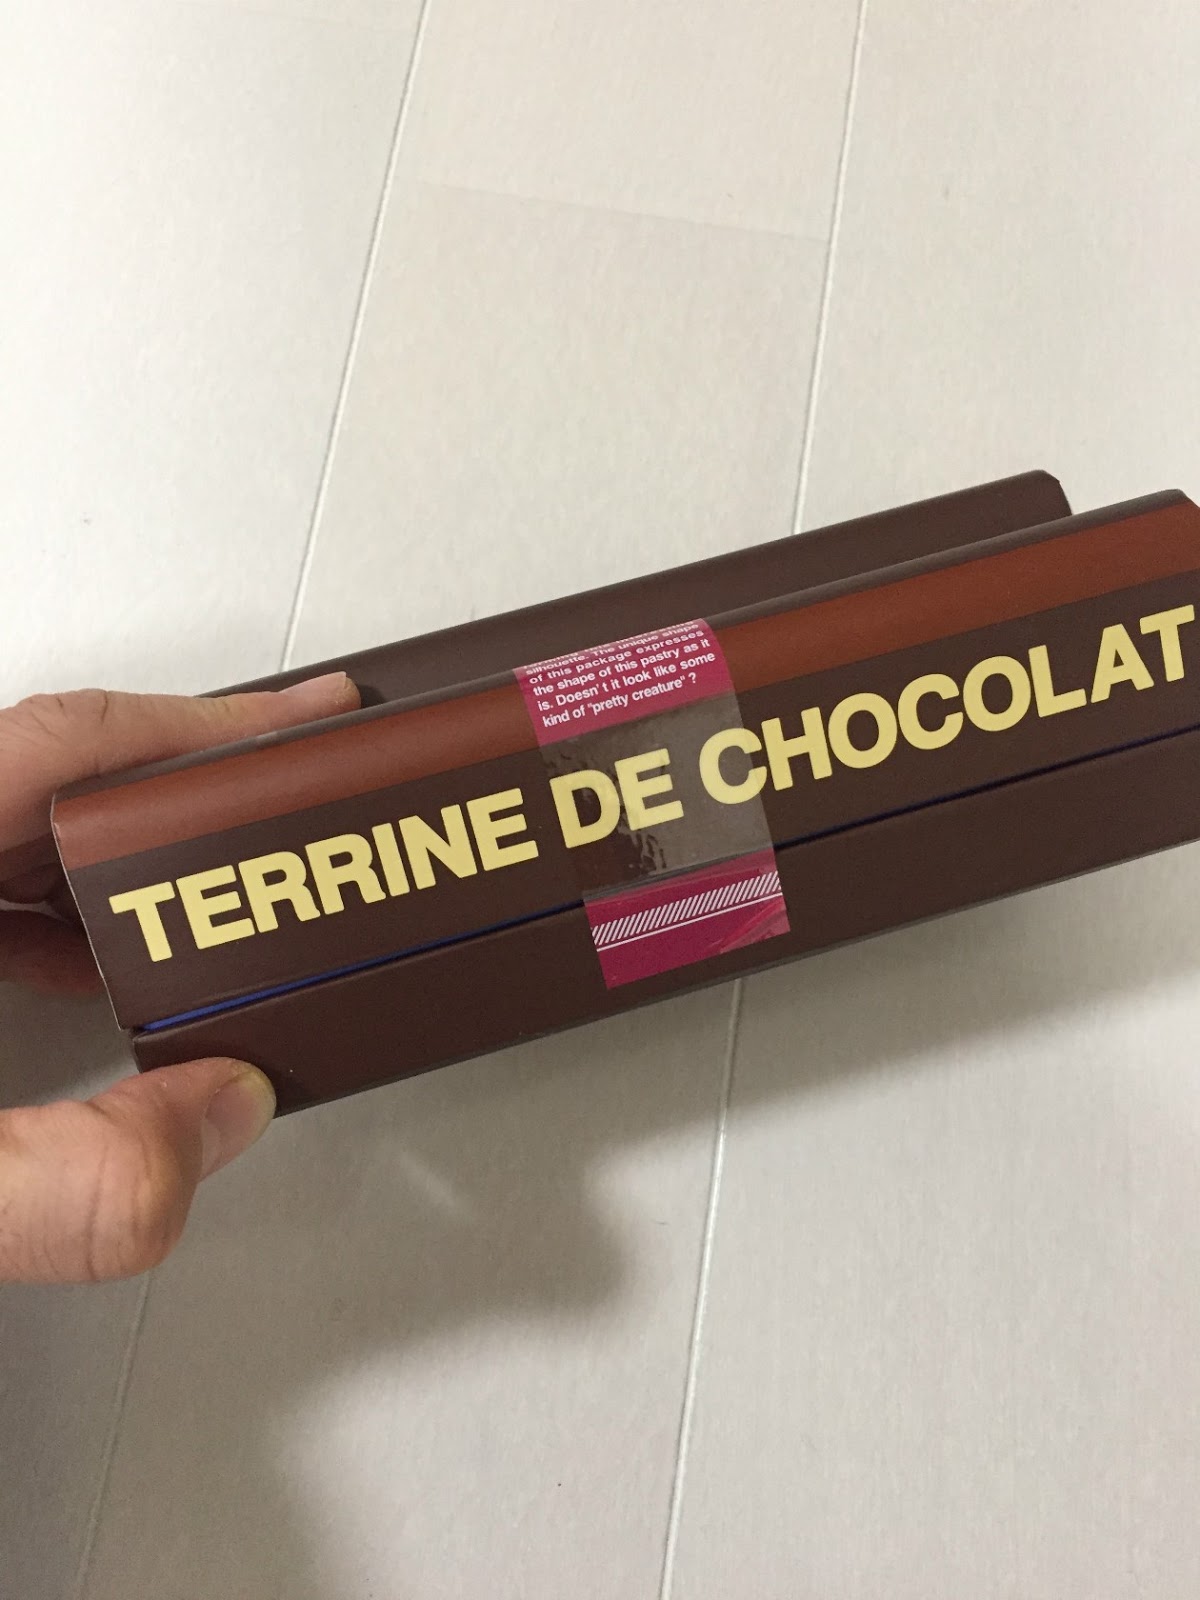 silhouette. The unique shape
of this package expresses
the shape of this pastry as it
is. Doesn't it look like some
kind of "pretty creature" ?
TERRINE DE CHOCOLAT